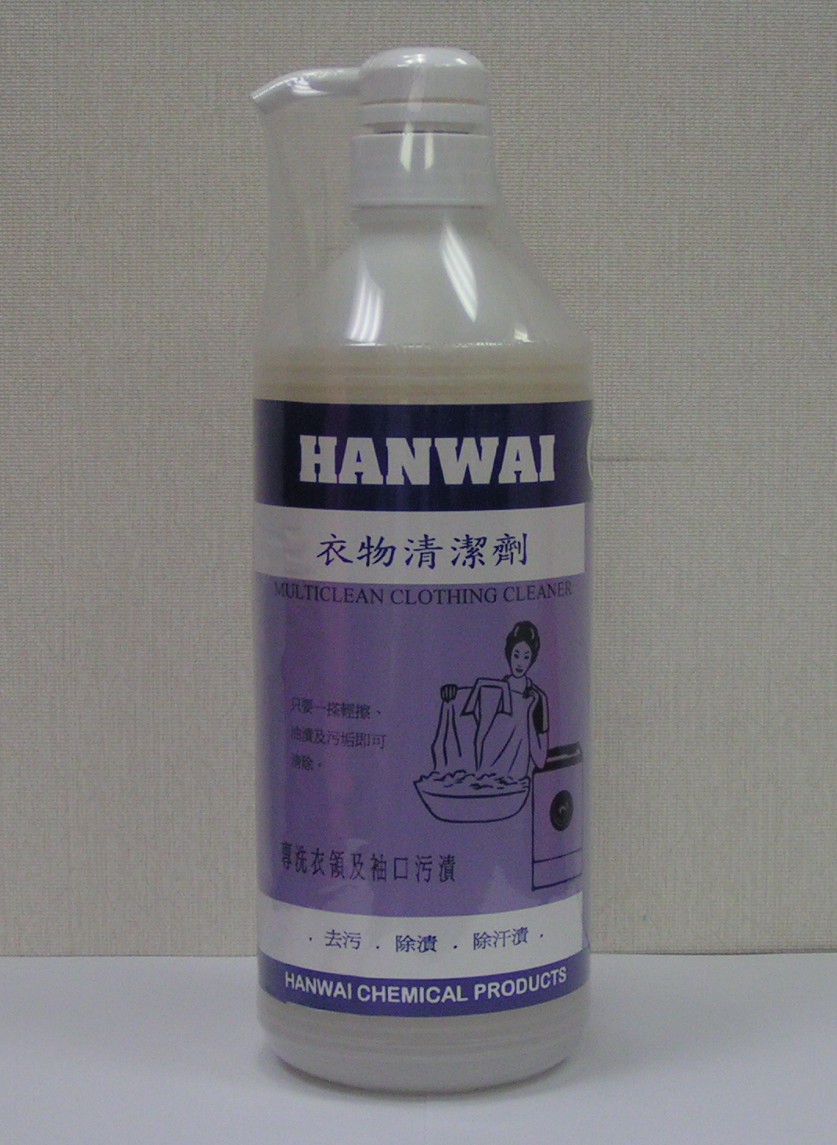 HANWAI
衣物清潔劑
MULTICLEAN CLOTHING CLEANER
只要一搽輕擦、
油漬及污垢即可
清除。
專洗衣領及袖口污漬
．去污．除漬．除汗漬．
HANWAI CHEMICAL PRODUCTS